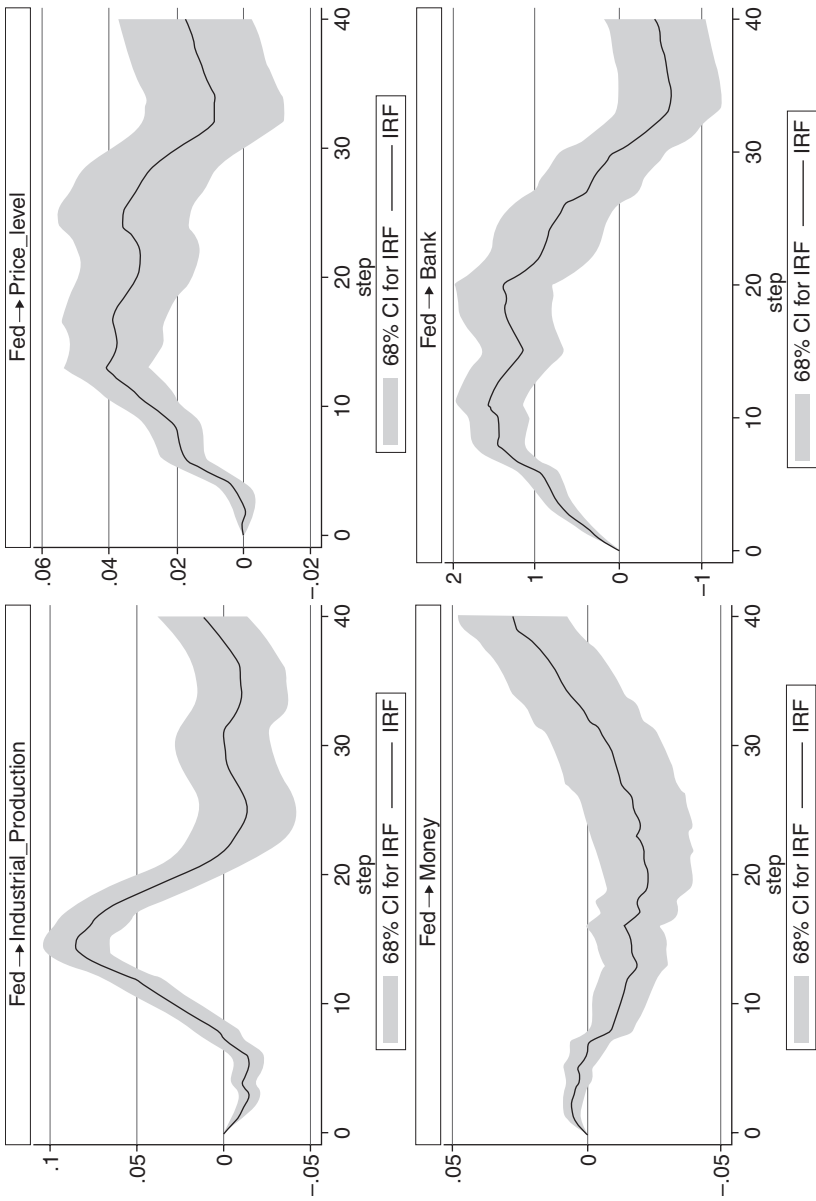 Fed → Industrial_Production
.1
.05
0
–.05
0 10 20 30 40
step
68% CI for IRF IRF
Fed → Price_level
.06
.04
.02
0
–.02
0 10 20 30 40
step
68% CI for IRF IRF
Fed → Money
.05
0
–.05
0 10 20 30 40
step
68% CI for IRF IRF
Fed → Bank
2
1
0
–1
0 10 20 30 40
step
68% CI for IRF IRF